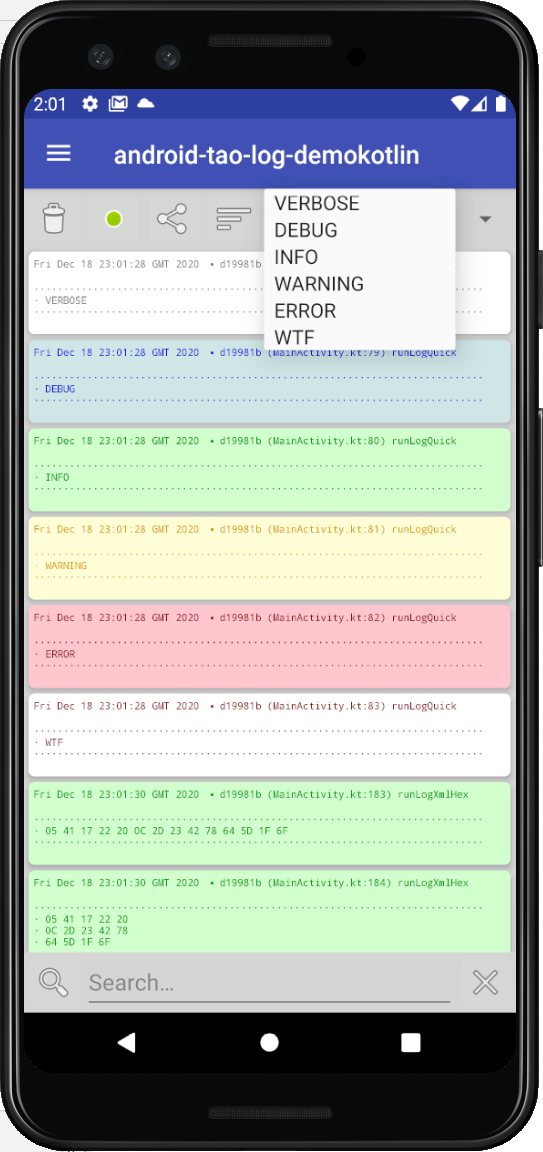 2:01
android-tao-log-demokotlin
VERBOSE
DEBUG
INFO
WARNING
ERROR
WTF
Fri Dec 18 23:01:28 GMT 2020 • d19981b
· VERBOSE
Fri Dec 18 23:01:28 GMT 2020 • d19981b (MainActivity.kt:79) runLogQuick
· DEBUG
Fri Dec 18 23:01:28 GMT 2020 • d19981b (MainActivity.kt:80) runLogQuick
· INFO
Fri Dec 18 23:01:28 GMT 2020 • d19981b (MainActivity.kt:81) runLogQuick
· WARNING
Fri Dec 18 23:01:28 GMT 2020 • d19981b (MainActivity.kt:82) runLogQuick
· ERROR
Fri Dec 18 23:01:28 GMT 2020 • d19981b (MainActivity.kt:83) runLogQuick
· WTF
Fri Dec 18 23:01:30 GMT 2020 • d19981b (MainActivity.kt:183) runLogXmlHex
· 05 41 17 22 20 0C 2D 23 42 78 64 5D 1F 6F
Fri Dec 18 23:01:30 GMT 2020 • d19981b (MainActivity.kt:184) runLogXmlHex
· 05 41 17 22 20
· 0C 2D 23 42 78
· 64 5D 1F 6F
Search…